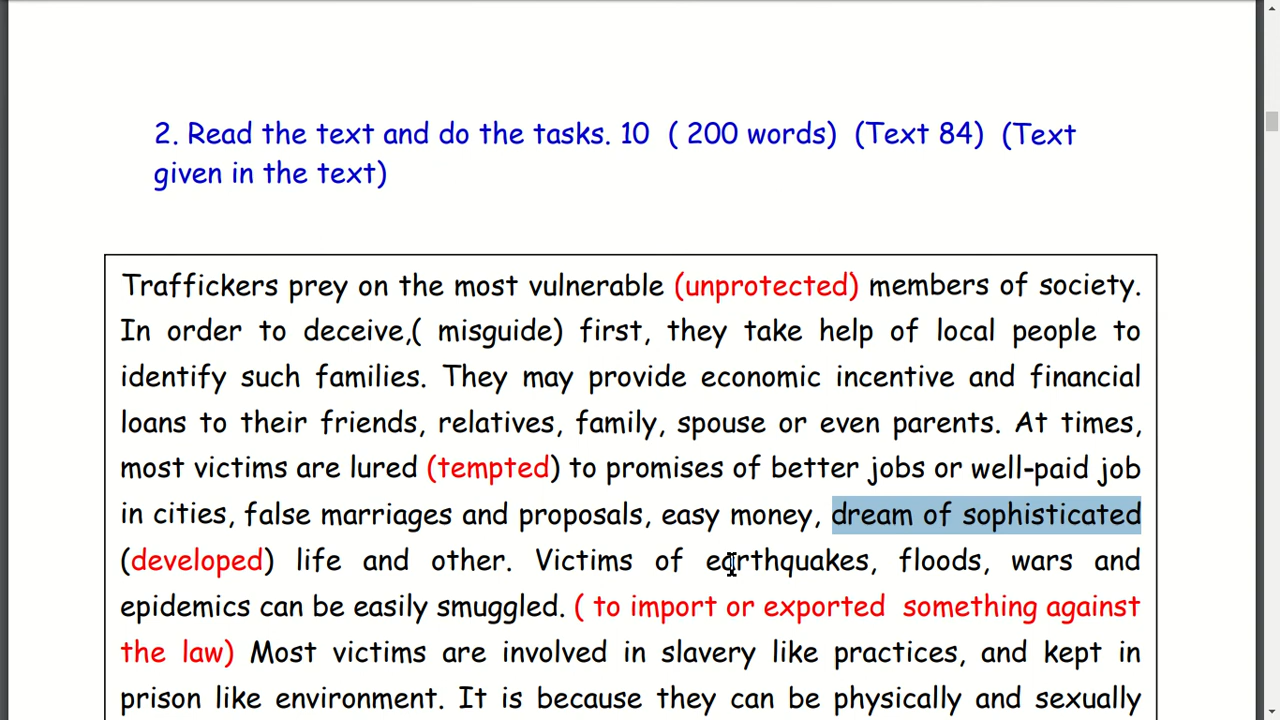 2. Read the text and do the tasks. 10 ( 200 words) (Text 84) (Text
given in the text)
Traffickers prey on the most vulnerable (unprotected) members of society.
In order to deceive,( misguide) first, they take help of local people to
identify such families. They may provide economic incentive and financial
loans to their friends, relatives, family, spouse or even parents. At times,
most victims are lured (tempted) to promises of better jobs or well-paid job
in cities, false marriages and proposals, easy money, dream of sophisticated
(developed) life and other. Victims of earthquakes, floods, wars and
epidemics can be easily smuggled. ( to import or exported something against
the law) Most victims are involved in slavery like practices, and kept in
prison like environment. It is because they can be physically and sexually